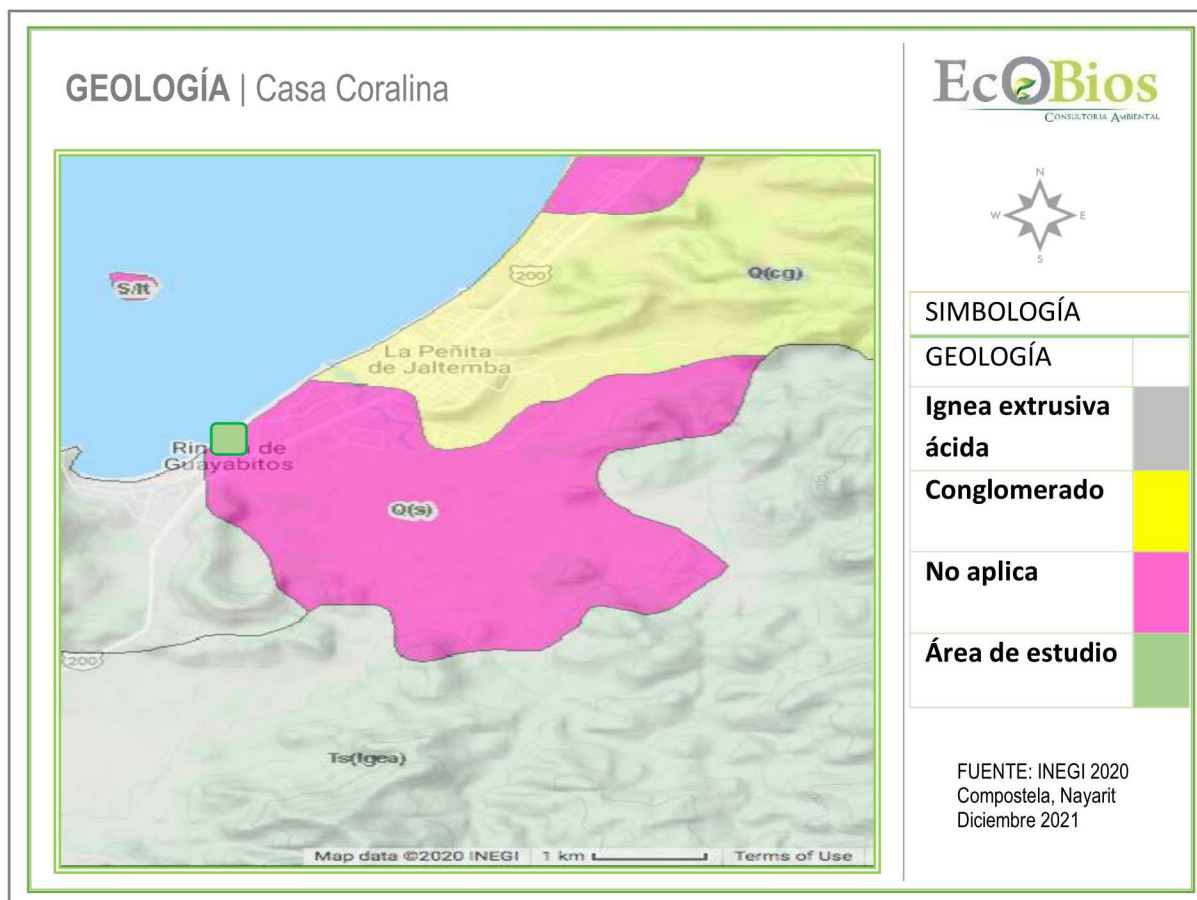 GEOLOGÍA | Casa Coralina
EcOBios
CONSULTORIA AMBIENTAL
N
W
E
S
S/It
200
Q(cg)
La Peñita
de Jaltemba
de
Guayabitos
Q(s)
200
Ts(Igea)
Map data ©2020 INEGI
1 km
Terms of Use
SIMBOLOGÍA
GEOLOGÍA
Ignea extrusiva
ácida
Conglomerado
No aplica
Área de estudio
FUENTE: INEGI 2020
Compostela, Nayarit
Diciembre 2021